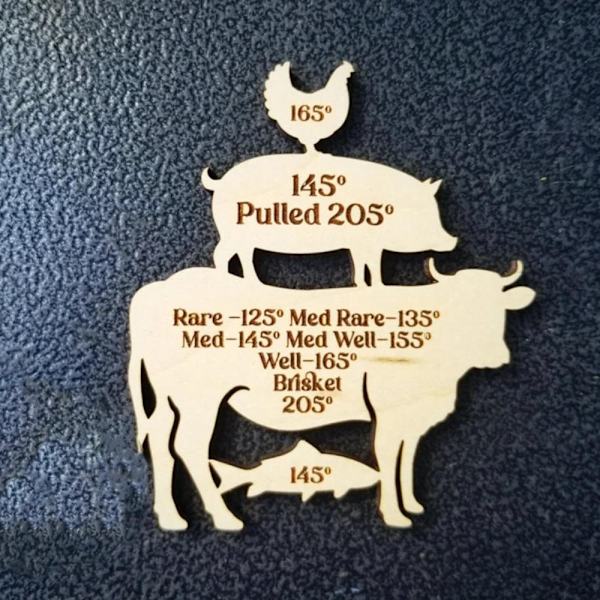 165°
145°
Pulled 205°
Rare -125° Med Rare-135°
Med-145° Med Well-155°
Well-165°
Brisket
205°
145°